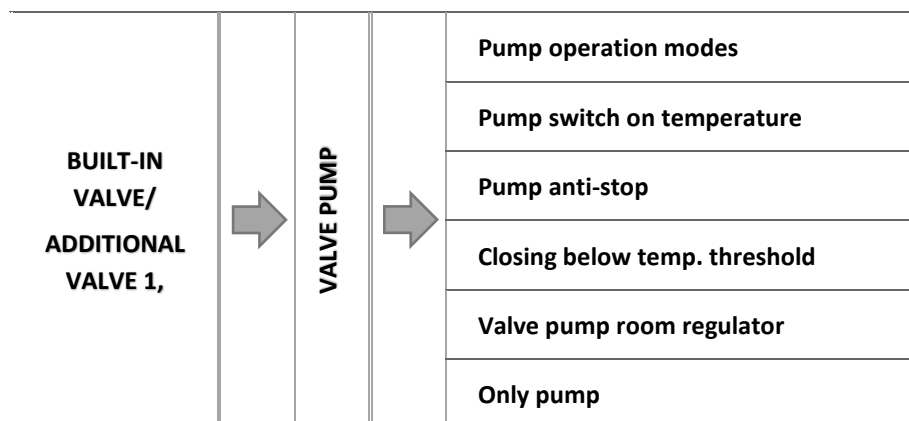 BUILT-IN
VALVE/
ADDITIONAL
VALVE 1,
VALVE PUMP
Pump operation modes
Pump switch on temperature
Pump anti-stop
Closing below temp. threshold
Valve pump room regulator
Only pump